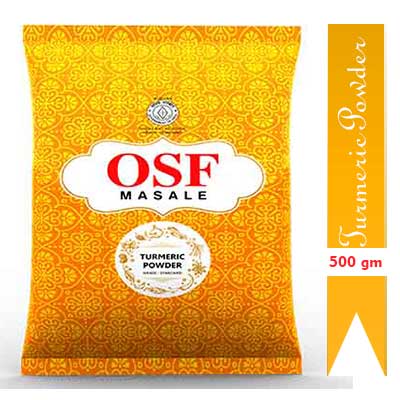 OSF
MASALE
TURMERIC
POWDER
GRADE : STANDARD
Turmeric Powder
500 gm